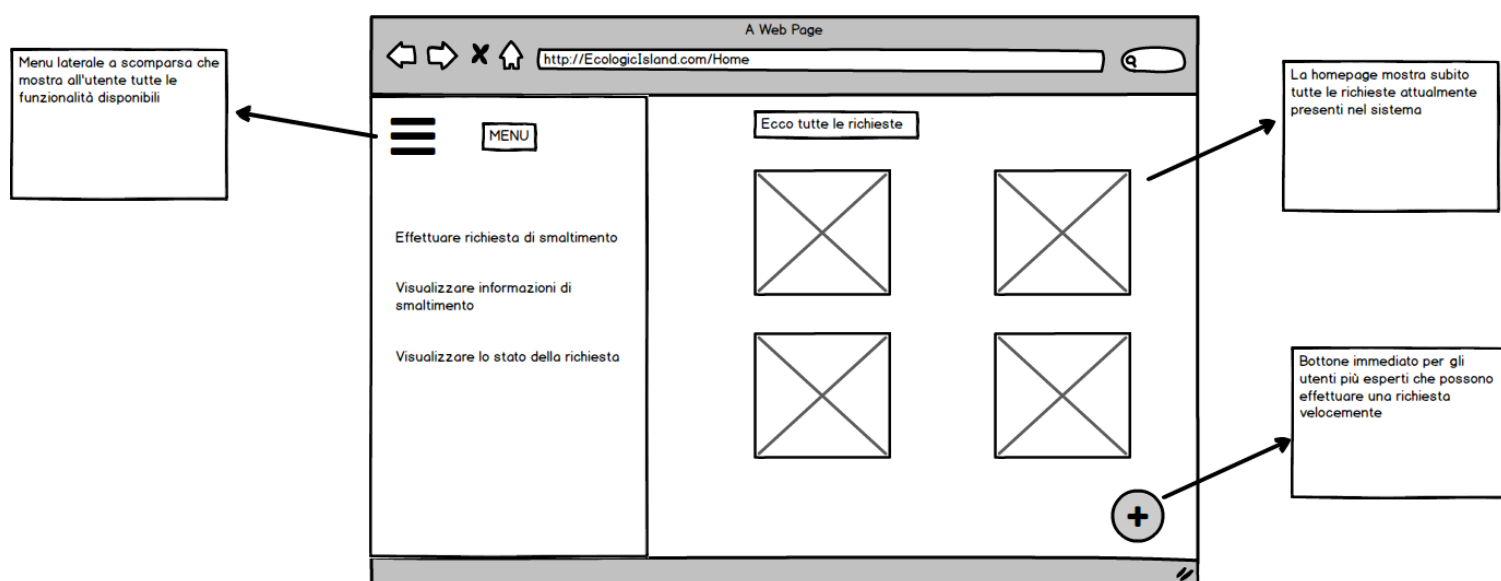 A Web Page
http://EcologicIsland.com/Home
Menu laterale a scomparsa che
mostra all'utente tutte le
funzionalità disponibili
MENU
Effettuare richiesta di smaltimento
Visualizzare informazioni di
smaltimento
Visualizzare lo stato della richiesta
Ecco tutte le richieste
La homepage mostra subito
tutte le richieste attualmente
presenti nel sistema
Bottone immediato per gli
utenti più esperti che possono
effettuare una richiesta
velocemente